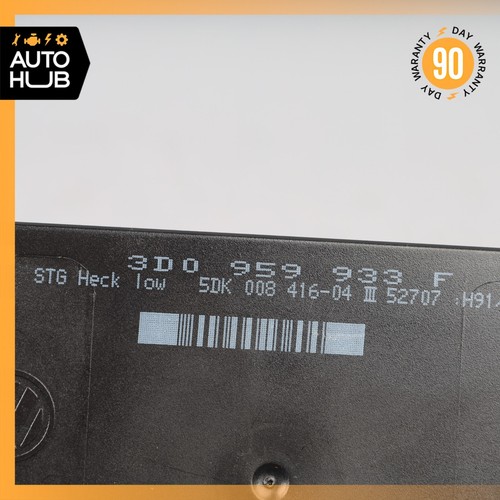 AUTO
HUB
DAY WARRANTY
DAY WARRANTY
90
3D0 959 933 F
STG Heck low 5DK 008 416-04 III 52707 :H91